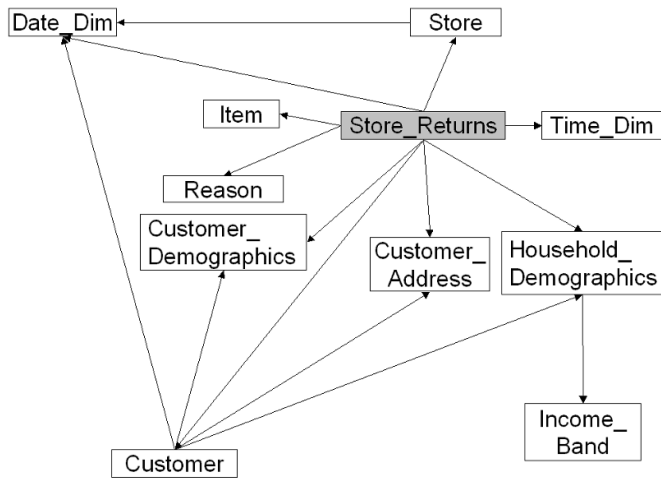 Date_Dim
Store
Item
Store_Returns
Time_Dim
Reason
Customer_
Demographics
Customer_
Address
Household_
Demographics
Income_
Band
Customer